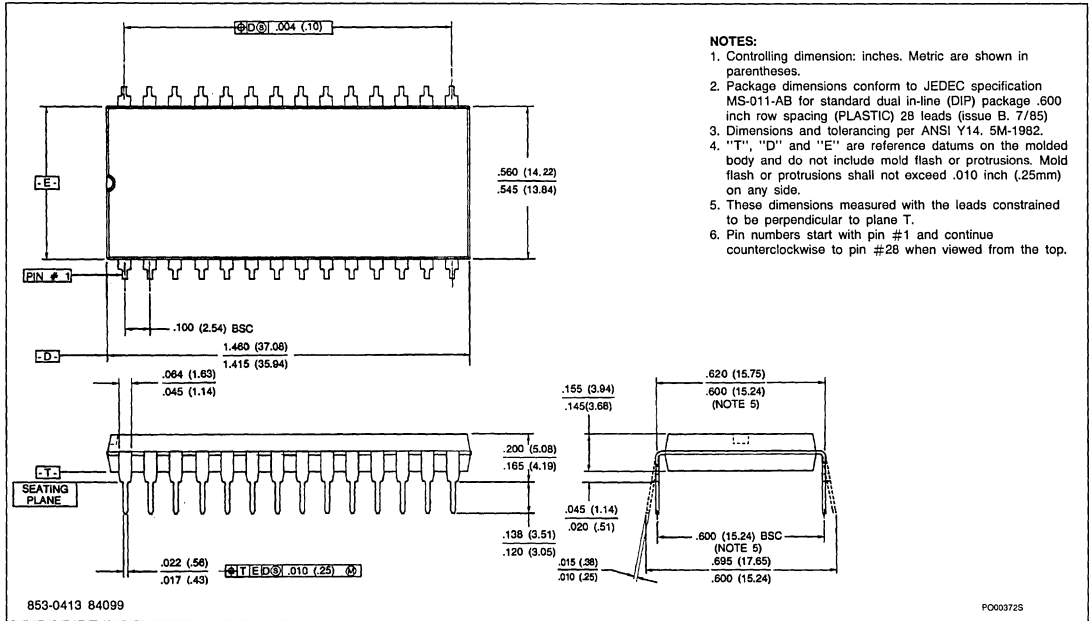 ⌖ D Ⓢ .004 (.10)
NOTES:
1. Controlling dimension: inches. Metric are shown in
parentheses.
2. Package dimensions conform to JEDEC specification
MS-011-AB for standard dual in-line (DIP) package .600
inch row spacing (PLASTIC) 28 leads (issue B. 7/85)
3. Dimensions and tolerancing per ANSI Y14. 5M-1982.
4. "T", "D" and "E" are reference datums on the molded
body and do not include mold flash or protrusions. Mold
flash or protrusions shall not exceed .010 inch (.25mm)
on any side.
5. These dimensions measured with the leads constrained
to be perpendicular to plane T.
6. Pin numbers start with pin #1 and continue
counterclockwise to pin #28 when viewed from the top.
-E-
.560 (14.22)
.545 (13.84)
PIN # 1
.100 (2.54) BSC
-D-
1.460 (37.08)
1.415 (35.94)
.064 (1.63)
.045 (1.14)
.155 (3.94)
.145(3.68)
.620 (15.75)
.600 (15.24)
(NOTE 5)
.200 (5.08)
.165 (4.19)
-T-
SEATING
PLANE
.045 (1.14)
.020 (.51)
.138 (3.51)
.120 (3.05)
.600 (15.24) BSC
(NOTE 5)
.695 (17.65)
.600 (15.24)
.015 (.38)
.010 (.25)
.022 (.56)
.017 (.43)
⌖ T E D Ⓢ .010 (.25) Ⓜ
853-0413 84099
PO00372S